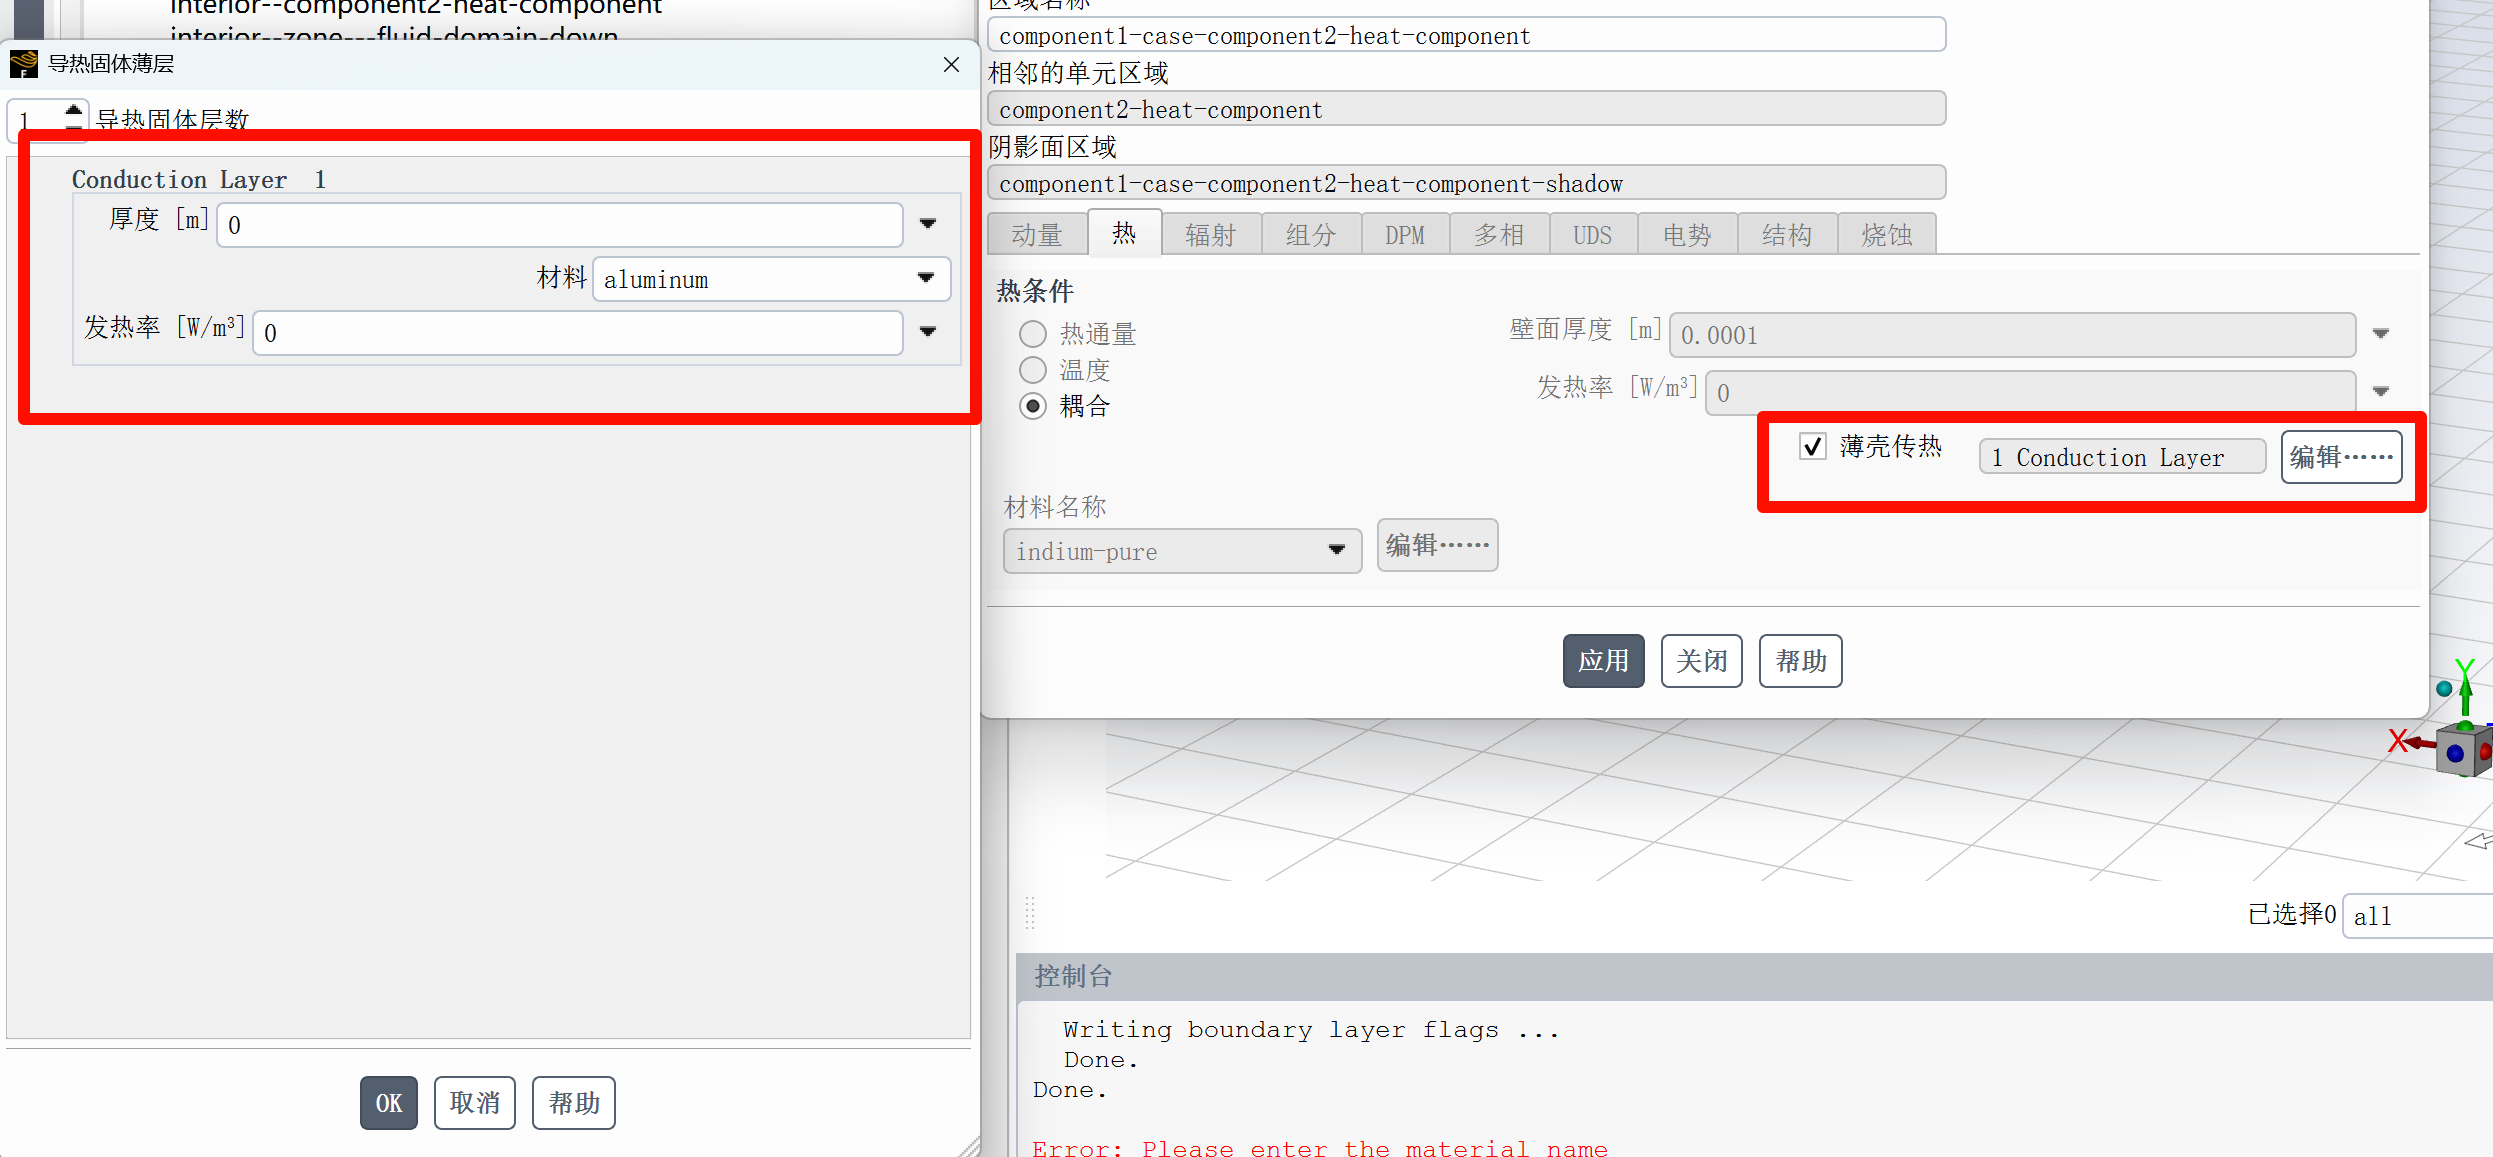 interior--component2-heat-component
interior--zone---fluid-domain-down
导热固体薄层
1 导热固体层数
Conduction Layer 1
厚度 [m] 0
材料 aluminum
发热率 [W/m³] 0
OK 取消 帮助
区域名称
component1-case-component2-heat-component
相邻的单元区域
component2-heat-component
阴影面区域
component1-case-component2-heat-component-shadow
动量 热 辐射 组分 DPM 多相 UDS 电势 结构 烧蚀
热条件
热通量
温度
耦合
壁面厚度 [m] 0.0001
发热率 [W/m³] 0
薄壳传热 1 Conduction Layer 编辑……
材料名称
indium-pure 编辑……
应用 关闭 帮助
Y
X
已选择0 all
控制台
Writing boundary layer flags ...
Done.
Done.
Error: Please enter the material name